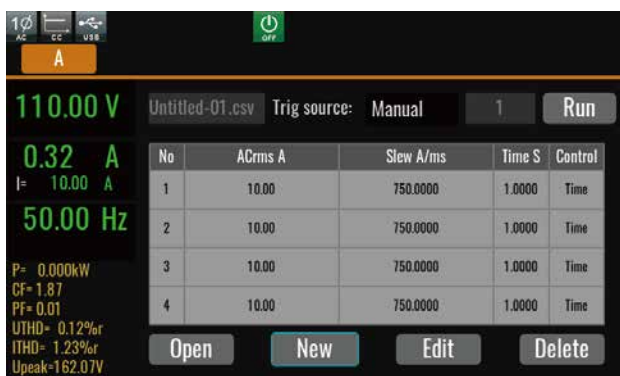 1Ø
AC CC USB OFF
A
110.00 V
Untitled-01.csv Trig source: Manual 1 Run
0.32 A
I= 10.00 A
50.00 Hz
P= 0.000kW
CF= 1.87
PF= 0.01
UTHD= 0.12%r
ITHD= 1.23%r
Upeak=162.07V
No ACrms A Slew A/ms Time S Control
1 10.00 750.0000 1.0000 Time
2 10.00 750.0000 1.0000 Time
3 10.00 750.0000 1.0000 Time
4 10.00 750.0000 1.0000 Time
Open New Edit Delete